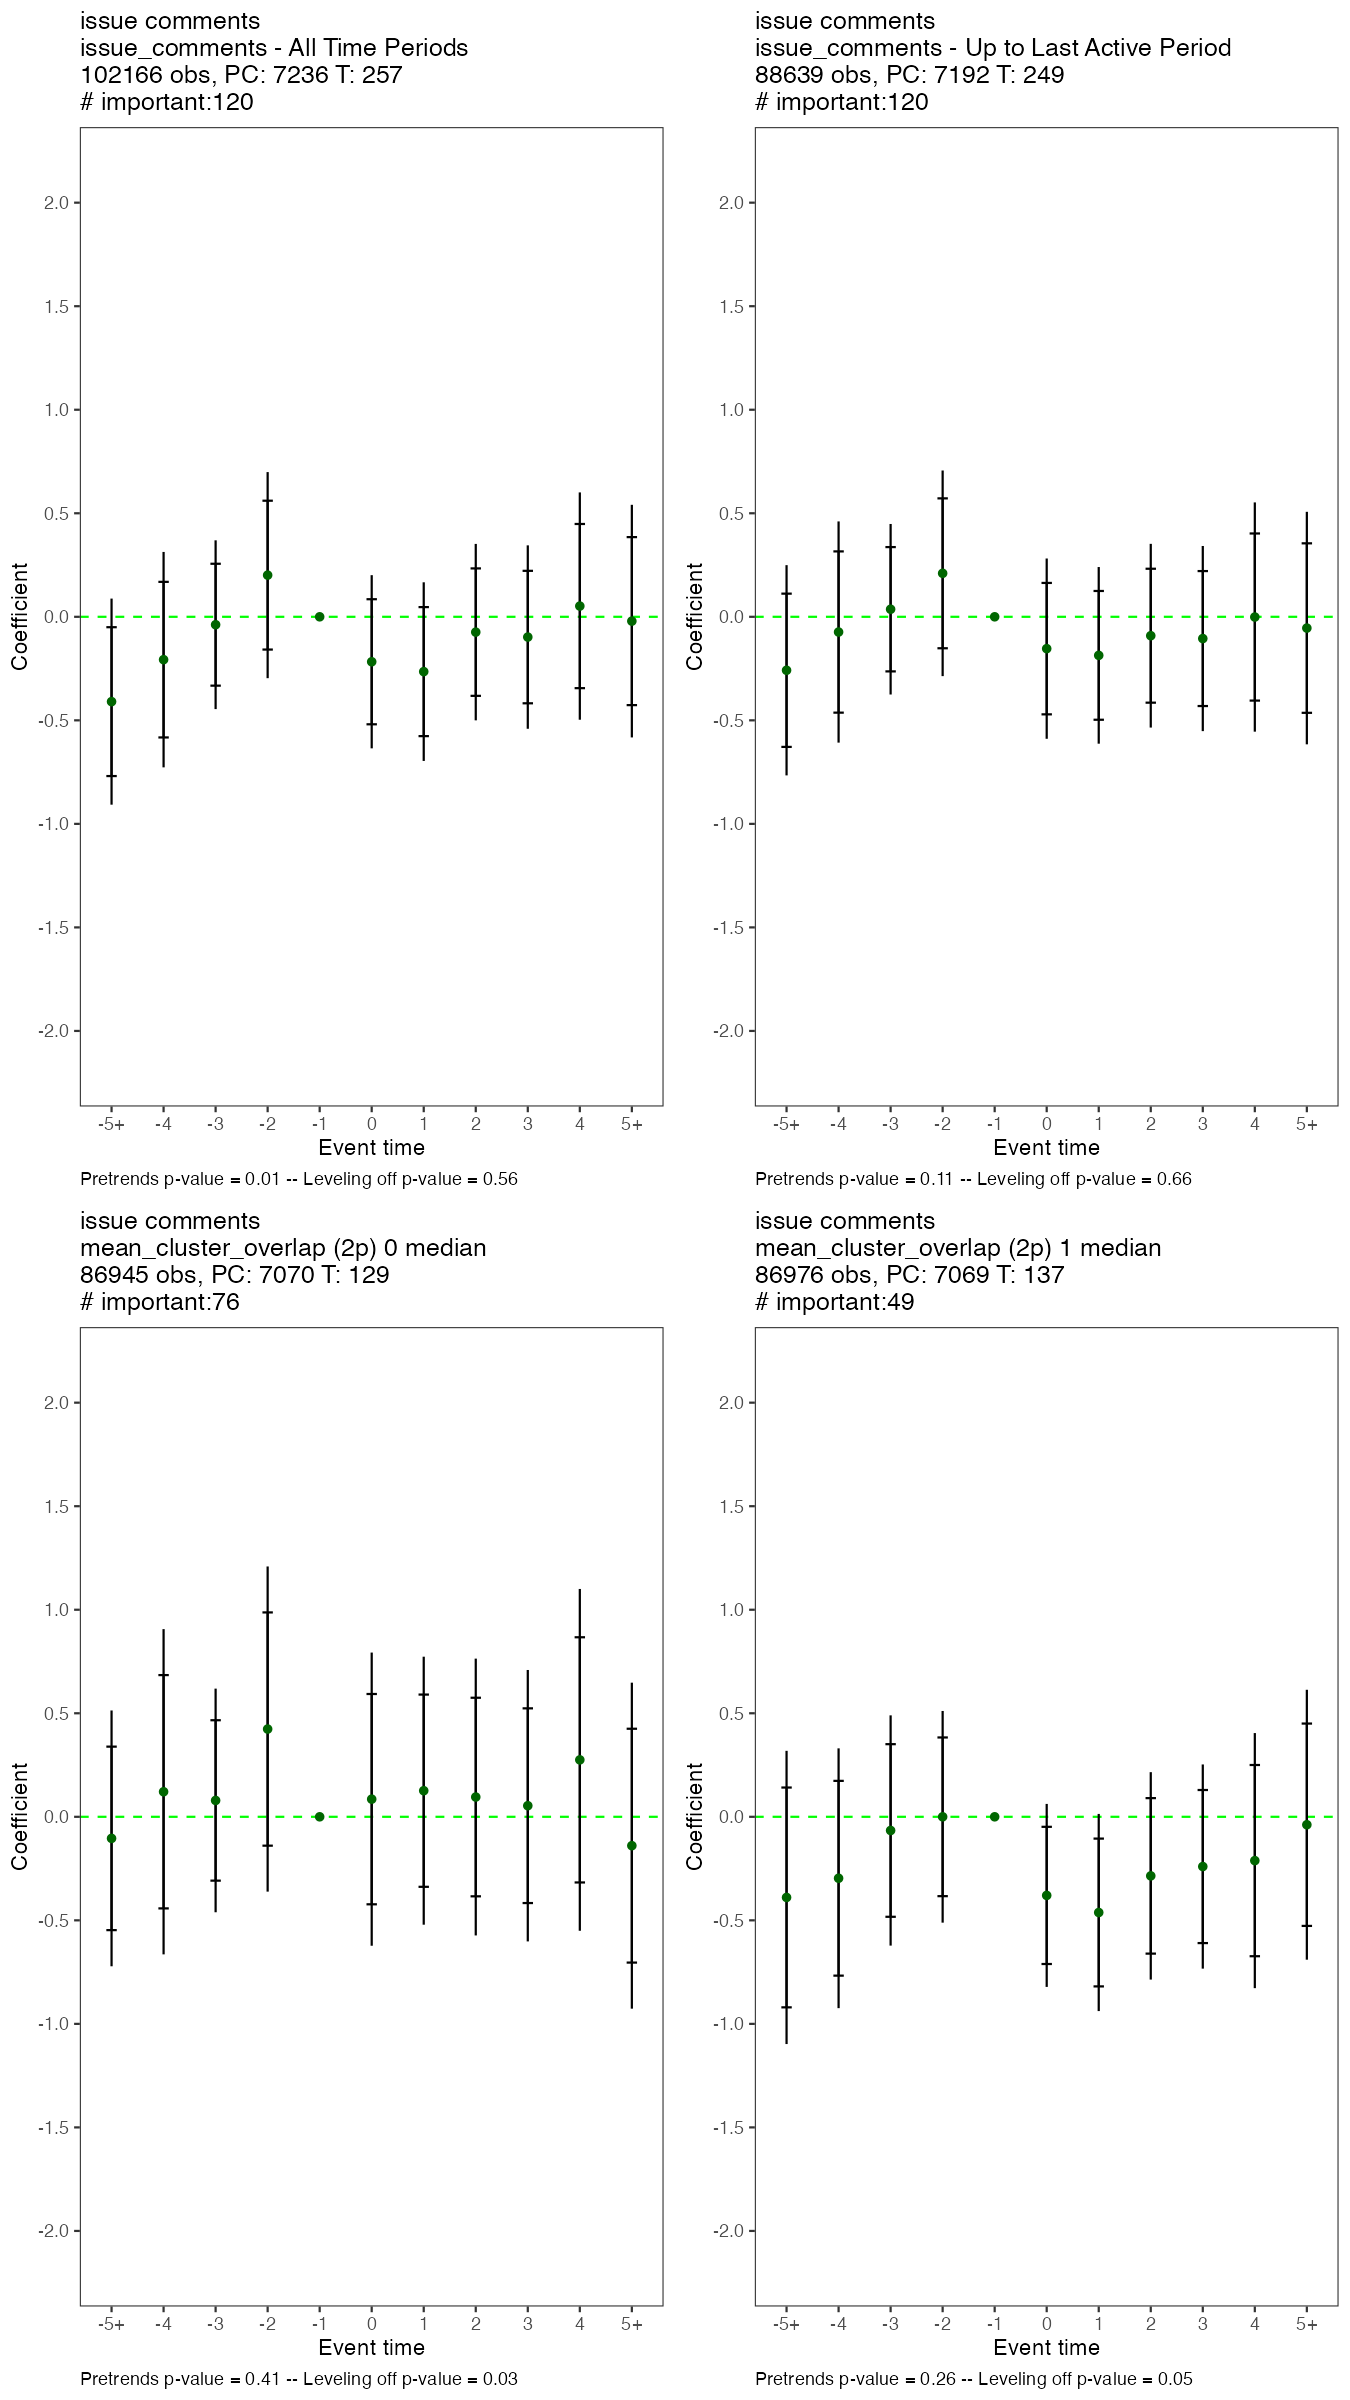 issue comments
issue_comments - All Time Periods
102166 obs, PC: 7236 T: 257
# important:120
2.0
1.5
1.0
0.5
0.0
-0.5
-1.0
-1.5
-2.0
Coefficient
-5+ -4 -3 -2 -1 0 1 2 3 4 5+
Event time
Pretrends p-value = 0.01 -- Leveling off p-value = 0.56
issue comments
issue_comments - Up to Last Active Period
88639 obs, PC: 7192 T: 249
# important:120
2.0
1.5
1.0
0.5
0.0
-0.5
-1.0
-1.5
-2.0
Coefficient
-5+ -4 -3 -2 -1 0 1 2 3 4 5+
Event time
Pretrends p-value = 0.11 -- Leveling off p-value = 0.66
issue comments
mean_cluster_overlap (2p) 0 median
86945 obs, PC: 7070 T: 129
# important:76
2.0
1.5
1.0
0.5
0.0
-0.5
-1.0
-1.5
-2.0
Coefficient
-5+ -4 -3 -2 -1 0 1 2 3 4 5+
Event time
Pretrends p-value = 0.41 -- Leveling off p-value = 0.03
issue comments
mean_cluster_overlap (2p) 1 median
86976 obs, PC: 7069 T: 137
# important:49
2.0
1.5
1.0
0.5
0.0
-0.5
-1.0
-1.5
-2.0
Coefficient
-5+ -4 -3 -2 -1 0 1 2 3 4 5+
Event time
Pretrends p-value = 0.26 -- Leveling off p-value = 0.05